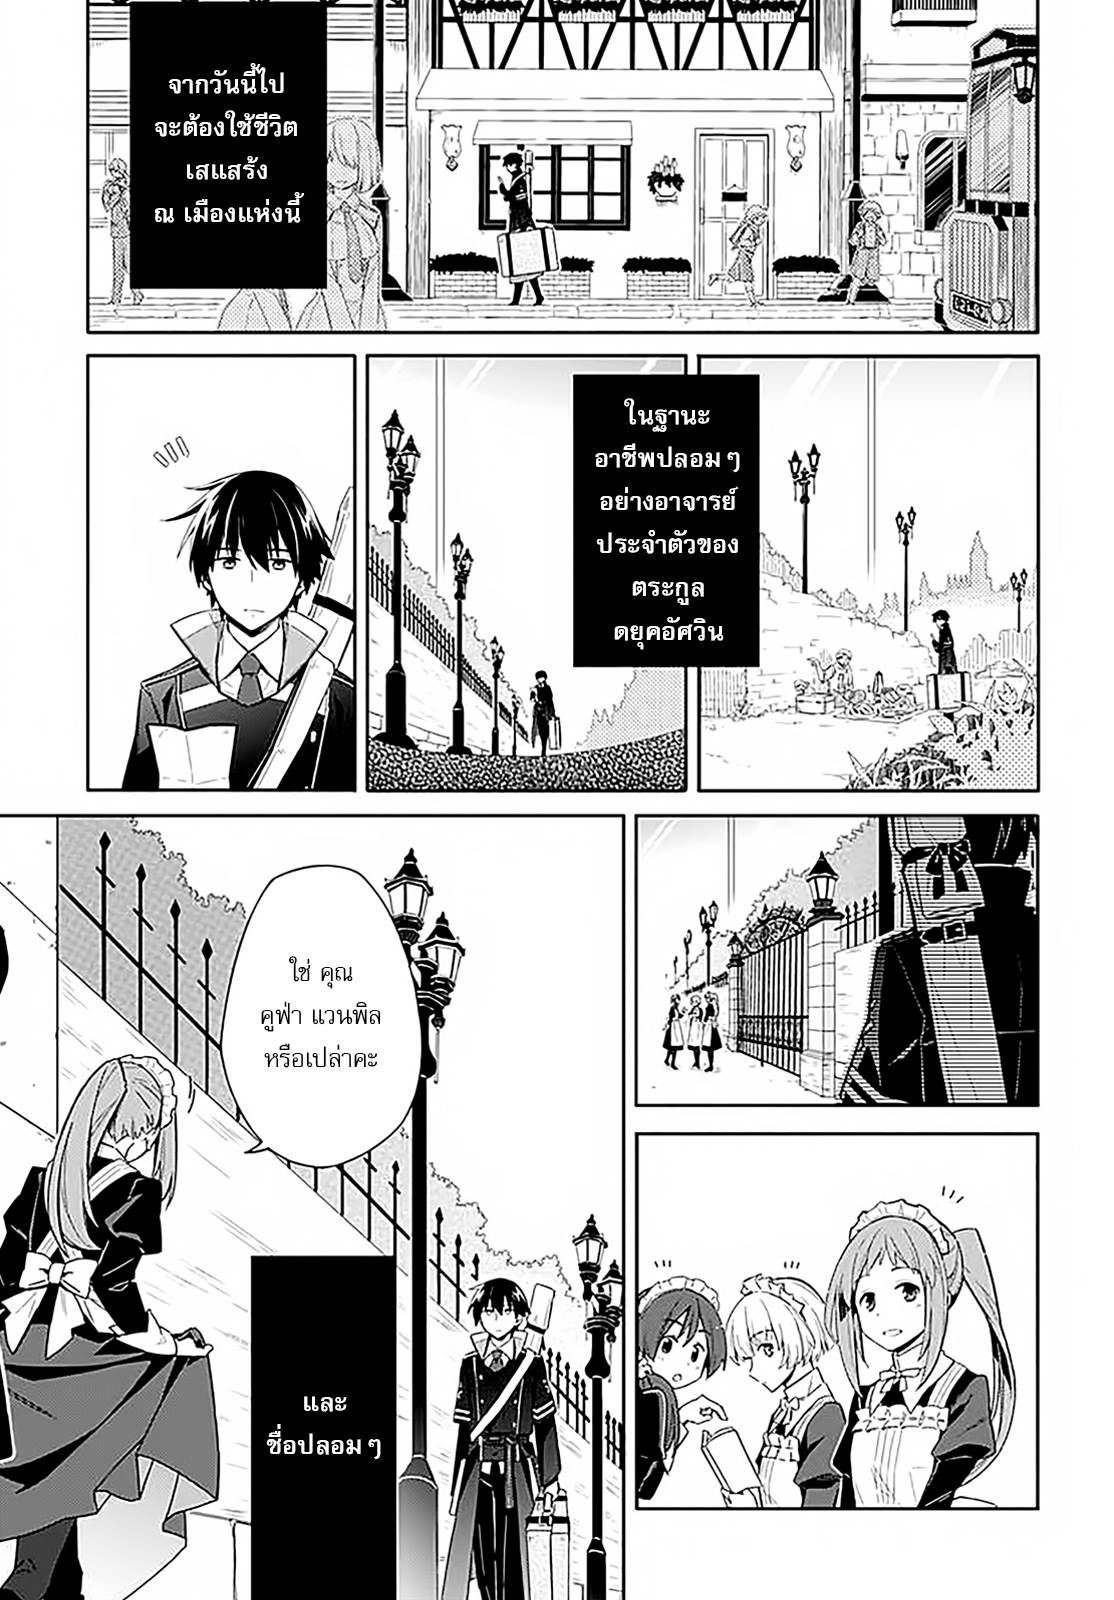 จากวันนี้ไป
จะต้องใช้ชีวิต
เสแสร้ง
ณ เมืองแห่งนี้
ในฐานะ
อาชีพปลอมๆ
อย่างอาจารย์
ประจำตัวของ
ตระกูล
ดยุคอัศวิน
ใช่ คุณ
คูฟ่า แวนพิล
หรือเปล่าคะ
และ
ชื่อปลอมๆ